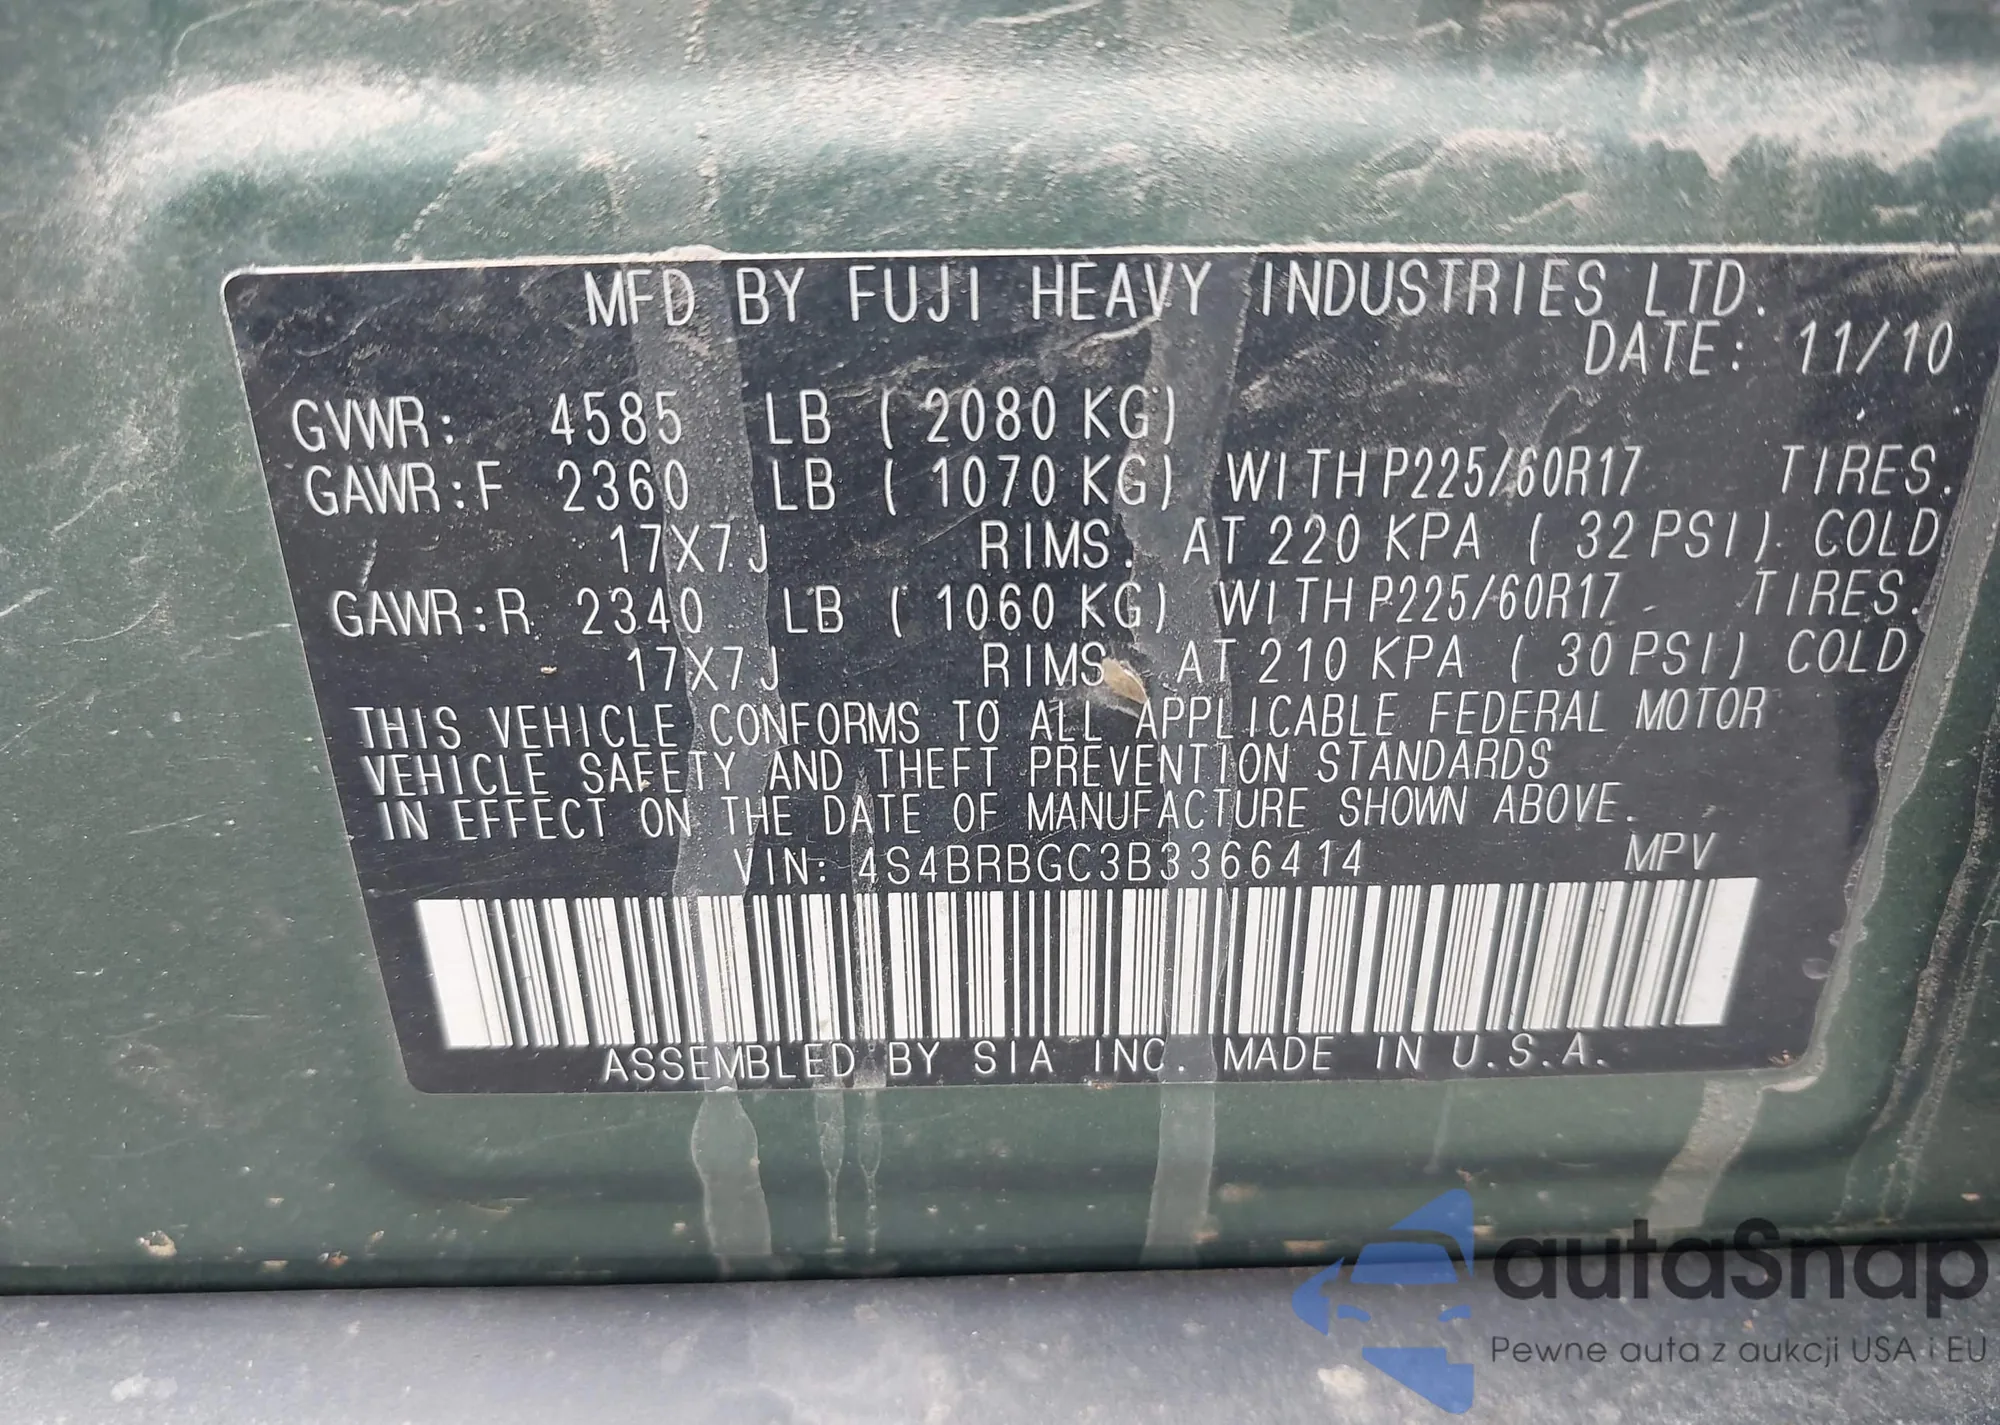 MFD BY FUJI HEAVY INDUSTRIES LTD.
DATE: 11/10
GVWR: 4585 LB ( 2080 KG)
GAWR:F 2360 LB ( 1070 KG) WITH P225/60R17 TIRES.
17X7J RIMS. AT 220 KPA ( 32 PSI) COLD
GAWR:R 2340 LB ( 1060 KG) WITH P225/60R17 TIRES.
17X7J RIMS. AT 210 KPA ( 30 PSI) COLD
THIS VEHICLE CONFORMS TO ALL APPLICABLE FEDERAL MOTOR
VEHICLE SAFETY AND THEFT PREVENTION STANDARDS
IN EFFECT ON THE DATE OF MANUFACTURE SHOWN ABOVE.
VIN: 4S4BRBGC3B3366414 MPV
ASSEMBLED BY SIA INC. MADE IN U.S.A.
autaSnap
Pewne auta z aukcji USA i EU